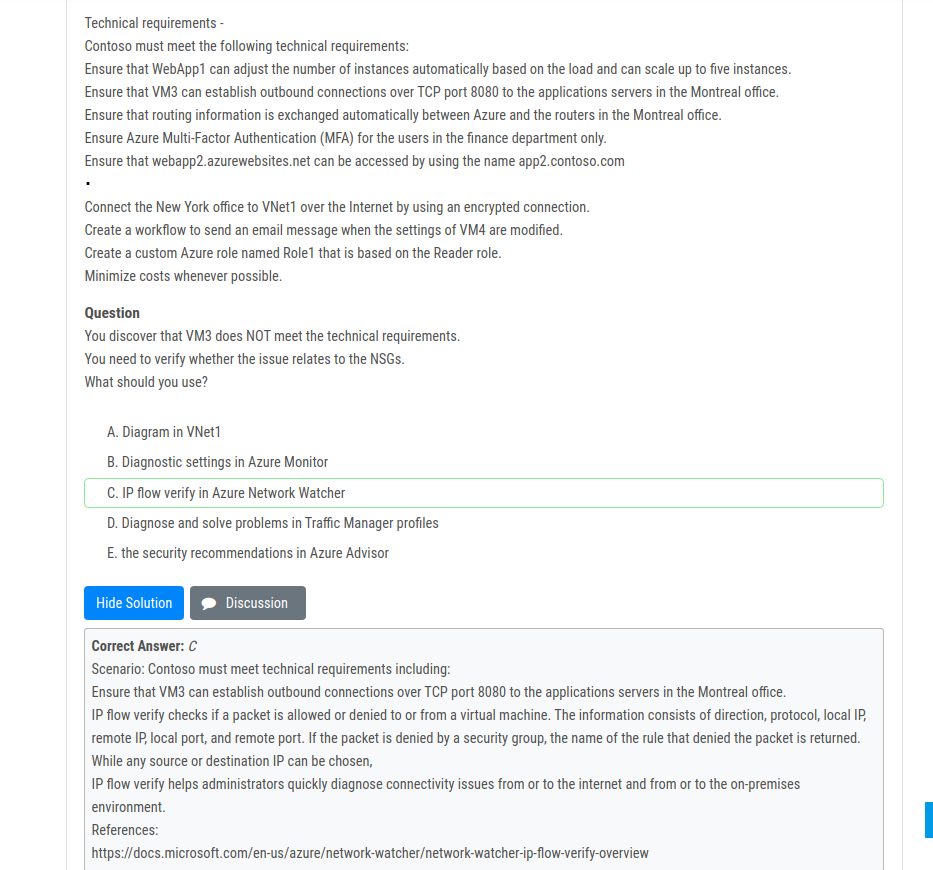 Technical requirements -
Contoso must meet the following technical requirements:
Ensure that WebApp1 can adjust the number of instances automatically based on the load and can scale up to five instances.
Ensure that VM3 can establish outbound connections over TCP port 8080 to the applications servers in the Montreal office.
Ensure that routing information is exchanged automatically between Azure and the routers in the Montreal office.
Ensure Azure Multi-Factor Authentication (MFA) for the users in the finance department only.
Ensure that webapp2.azurewebsites.net can be accessed by using the name app2.contoso.com
.
Connect the New York office to VNet1 over the Internet by using an encrypted connection.
Create a workflow to send an email message when the settings of VM4 are modified.
Create a custom Azure role named Role1 that is based on the Reader role.
Minimize costs whenever possible.
Question
You discover that VM3 does NOT meet the technical requirements.
You need to verify whether the issue relates to the NSGs.
What should you use?
A. Diagram in VNet1
B. Diagnostic settings in Azure Monitor
C. IP flow verify in Azure Network Watcher
D. Diagnose and solve problems in Traffic Manager profiles
E. the security recommendations in Azure Advisor
Hide Solution Discussion
Correct Answer: C
Scenario: Contoso must meet technical requirements including:
Ensure that VM3 can establish outbound connections over TCP port 8080 to the applications servers in the Montreal office.
IP flow verify checks if a packet is allowed or denied to or from a virtual machine. The information consists of direction, protocol, local IP,
remote IP, local port, and remote port. If the packet is denied by a security group, the name of the rule that denied the packet is returned.
While any source or destination IP can be chosen,
IP flow verify helps administrators quickly diagnose connectivity issues from or to the internet and from or to the on-premises
environment.
References:
https://docs.microsoft.com/en-us/azure/network-watcher/network-watcher-ip-flow-verify-overview